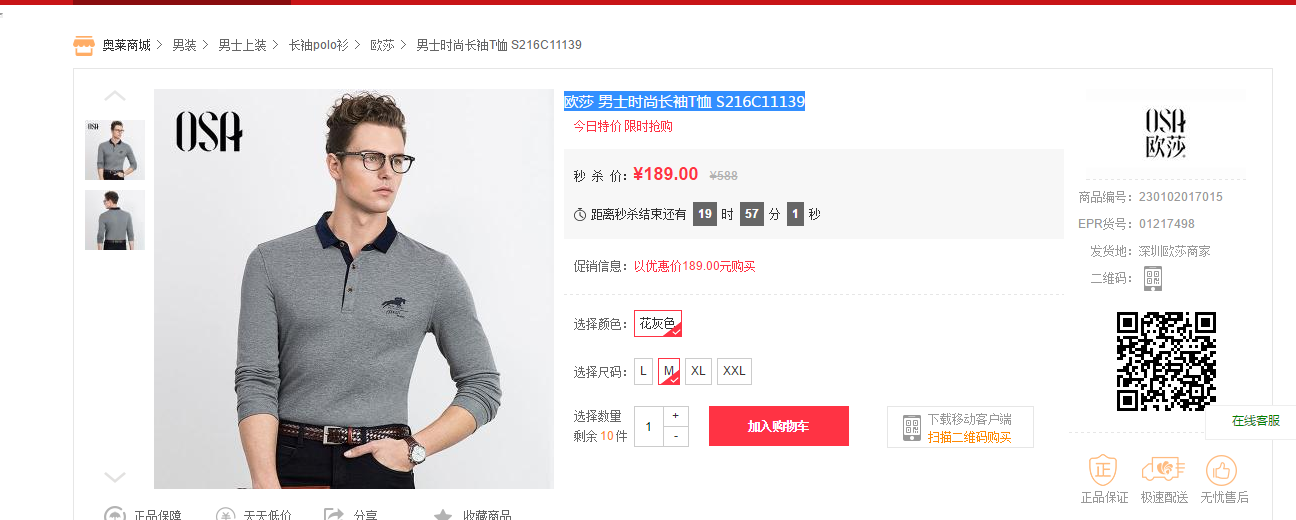 奥莱商城 > 男装 > 男士上装 > 长袖polo衫 > 欧莎 > 男士时尚长袖T恤 S216C11139
OSA
OSA
欧莎 男士时尚长袖T恤 S216C11139
今日特价 限时抢购
秒 杀 价: ¥189.00 ¥588
距离秒杀结束还有 19 时 57 分 1 秒
促销信息: 以优惠价189.00元购买
选择颜色: 花灰色
选择尺码: L M XL XXL
选择数量
剩余 10 件
1 + -
加入购物车
下载移动客户端
扫描二维码购买
OSA
欧莎
商品编号: 230102017015
EPR货号: 01217498
发货地: 深圳欧莎商家
二维码:
在线客服
正品保证 极速配送 无忧售后
正品保障 天天低价 分享 收藏商品